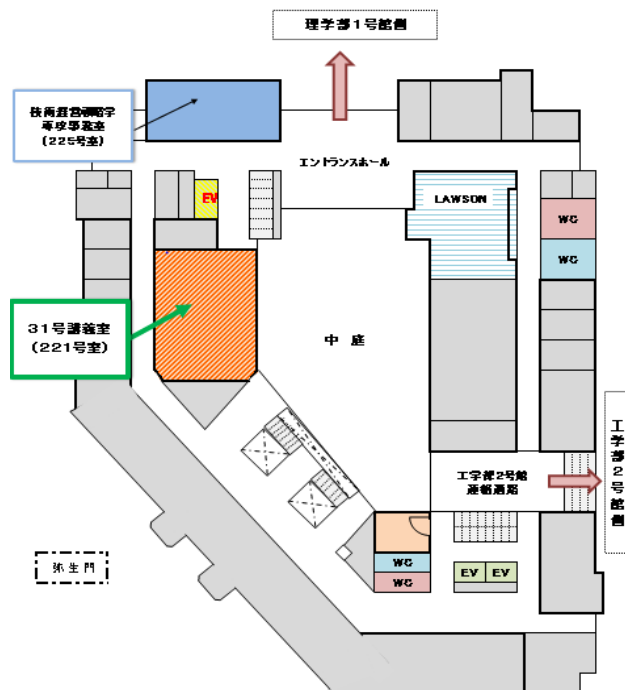 理学部1号館側
技術経営戦略学
専攻事務室
(225号室)
エントランスホール
EV
LAWSON
WC
WC
31号講義室
(221号室)
中庭
工学部2号館側
工学部2号館
連絡通路
弥生門
WC
WC
EV
EV